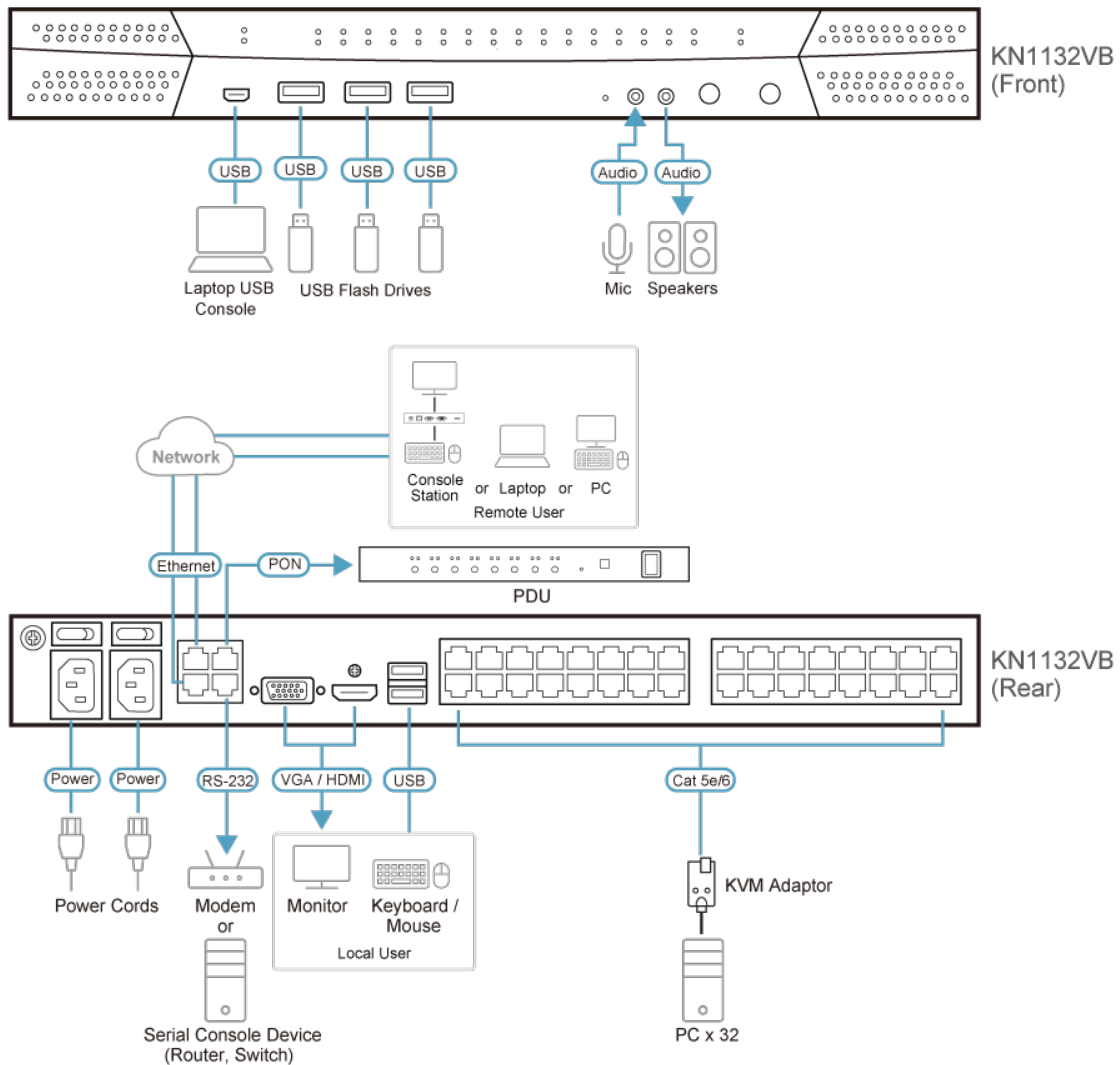 KN1132VB
(Front)
USB
USB
USB
USB
Audio
Audio
Laptop USB
Console
USB Flash Drives
Mic
Speakers
Network
Console
Station
or
Laptop
or
PC
Remote User
Ethernet
PON
PDU
KN1132VB
(Rear)
Power
Power
RS-232
VGA / HDMI
USB
Cat 5e/6
Power Cords
Modem
or
Monitor
Keyboard /
Mouse
Local User
KVM Adaptor
Serial Console Device
(Router, Switch)
PC x 32